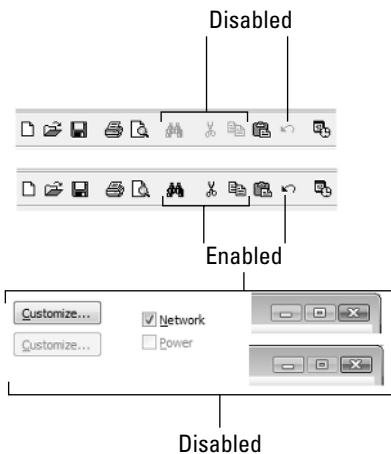 Disabled
Enabled
Customize...
Network
Customize...
Power
Disabled